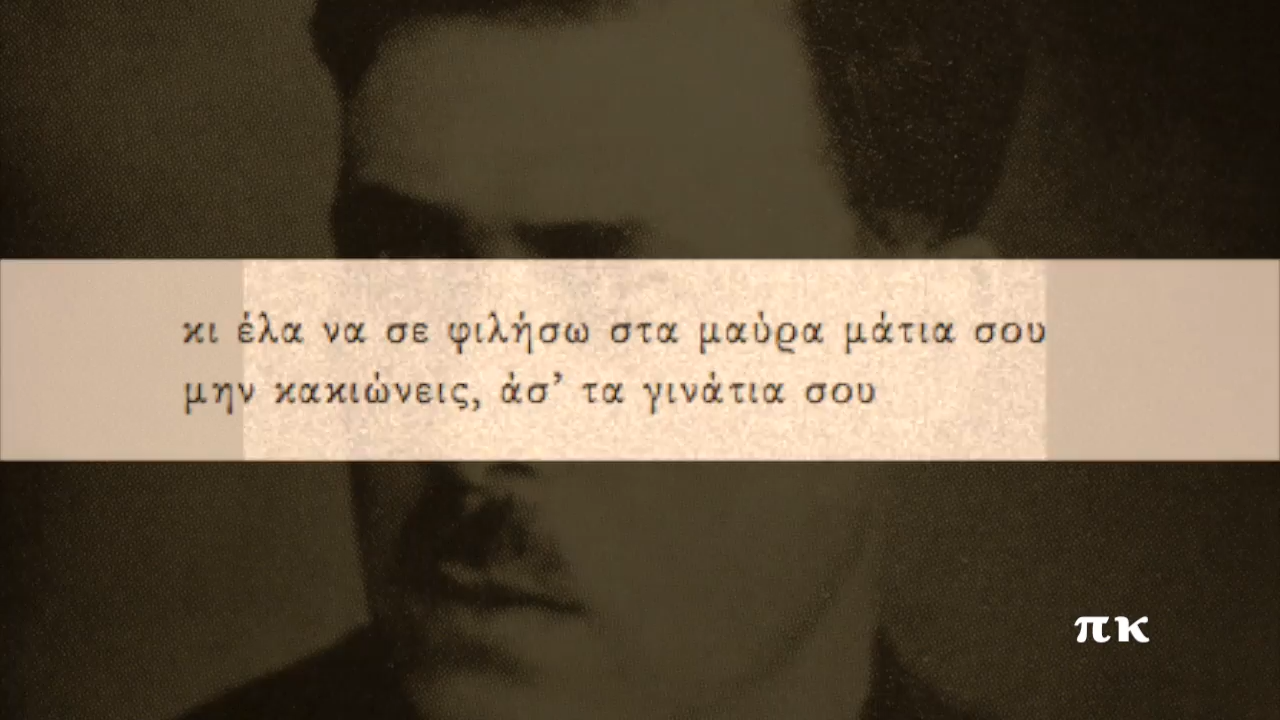 κι έλα να σε φιλήσω στα μαύρα μάτια σου
μην κακιώνεις, άσ’ τα γινάτια σου
πκ